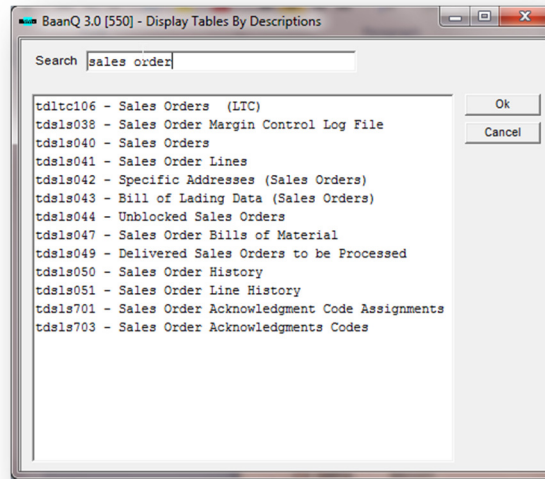 BaanQ 3.0 [550] - Display Tables By Descriptions
Search sales order
Ok
Cancel
tdltc106 - Sales Orders  (LTC)
tdsls038 - Sales Order Margin Control Log File
tdsls040 - Sales Orders
tdsls041 - Sales Order Lines
tdsls042 - Specific Addresses (Sales Orders)
tdsls043 - Bill of Lading Data (Sales Orders)
tdsls044 - Unblocked Sales Orders
tdsls047 - Sales Order Bills of Material
tdsls049 - Delivered Sales Orders to be Processed
tdsls050 - Sales Order History
tdsls051 - Sales Order Line History
tdsls701 - Sales Order Acknowledgment Code Assignments
tdsls703 - Sales Order Acknowledgments Codes